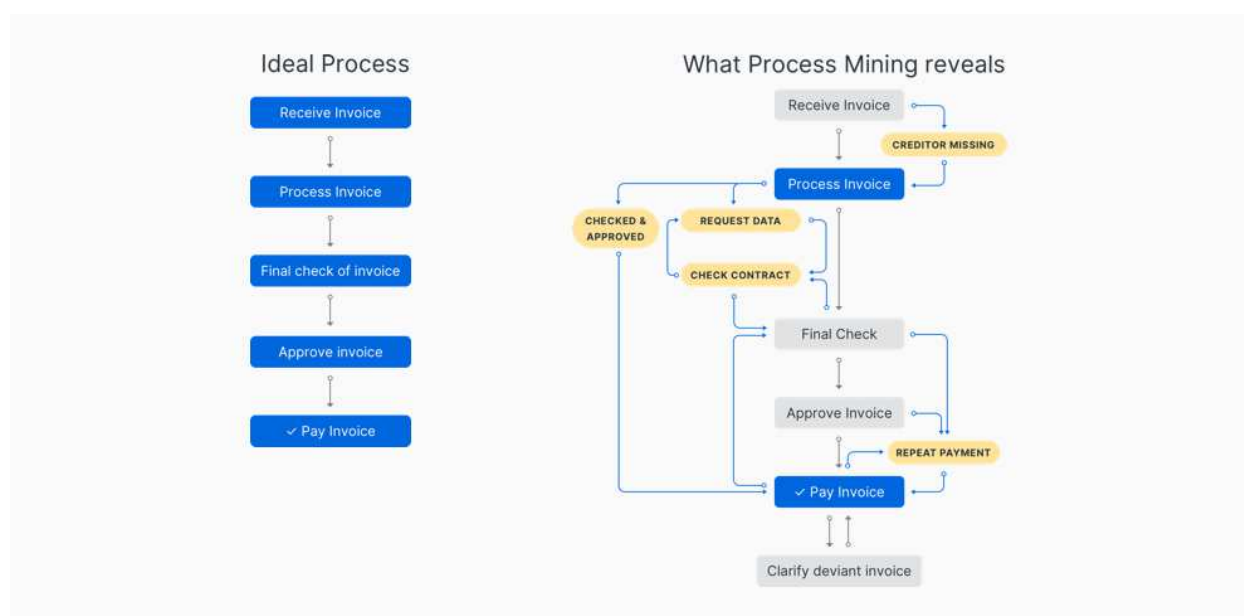 Ideal Process
Receive Invoice
Process Invoice
Final check of invoice
Approve invoice
✓ Pay Invoice
What Process Mining reveals
Receive Invoice
CREDITOR MISSING
Process Invoice
CHECKED &
APPROVED
REQUEST DATA
CHECK CONTRACT
Final Check
Approve Invoice
REPEAT PAYMENT
✓ Pay Invoice
Clarify deviant invoice